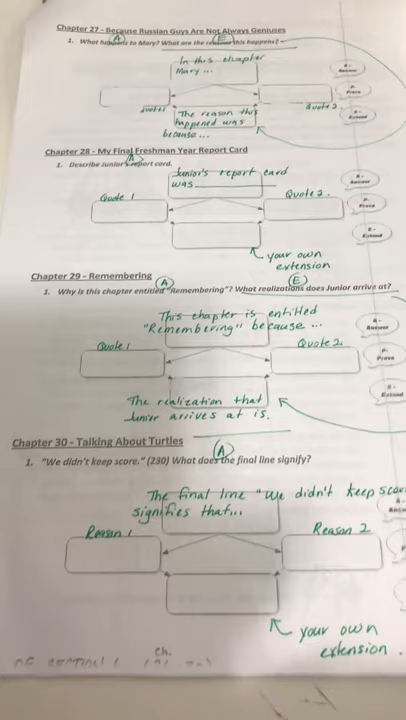 Chapter 27 - Because Russian Guys Are Not Always Geniuses
(A) (E)
1. What happens to Mary? What are the this happens?
In this chapter
Mary ...
A -
Answer
P-
Prove
Quote 2
E -
Extend
The reason this
happened was
because ...
Chapter 28 - My Final Freshman Year Report Card
(A)
1. Describe Junior's report card.
Junior's report card
was
A -
Answer
Quote 1
Quote 2.
P-
Prove
E -
Extend
your own
extension
Chapter 29 - Remembering
(A) (E)
1. Why is this chapter entitled "Remembering"? What realizations does Junior arrive at?
This chapter is entitled
"Remembering" because ...
A -
Answer
Quote 1
Quote 2
P-
Prove
E -
Extend
The realization that
Junior arrives at is.
Chapter 30 - Talking About Turtles
(A)
1. "We didn't keep score." (230) What does the final line signify?
The final line "We didn't keep
signifies that...
Reason 1
Reason 2
your own
extension.
Ch.